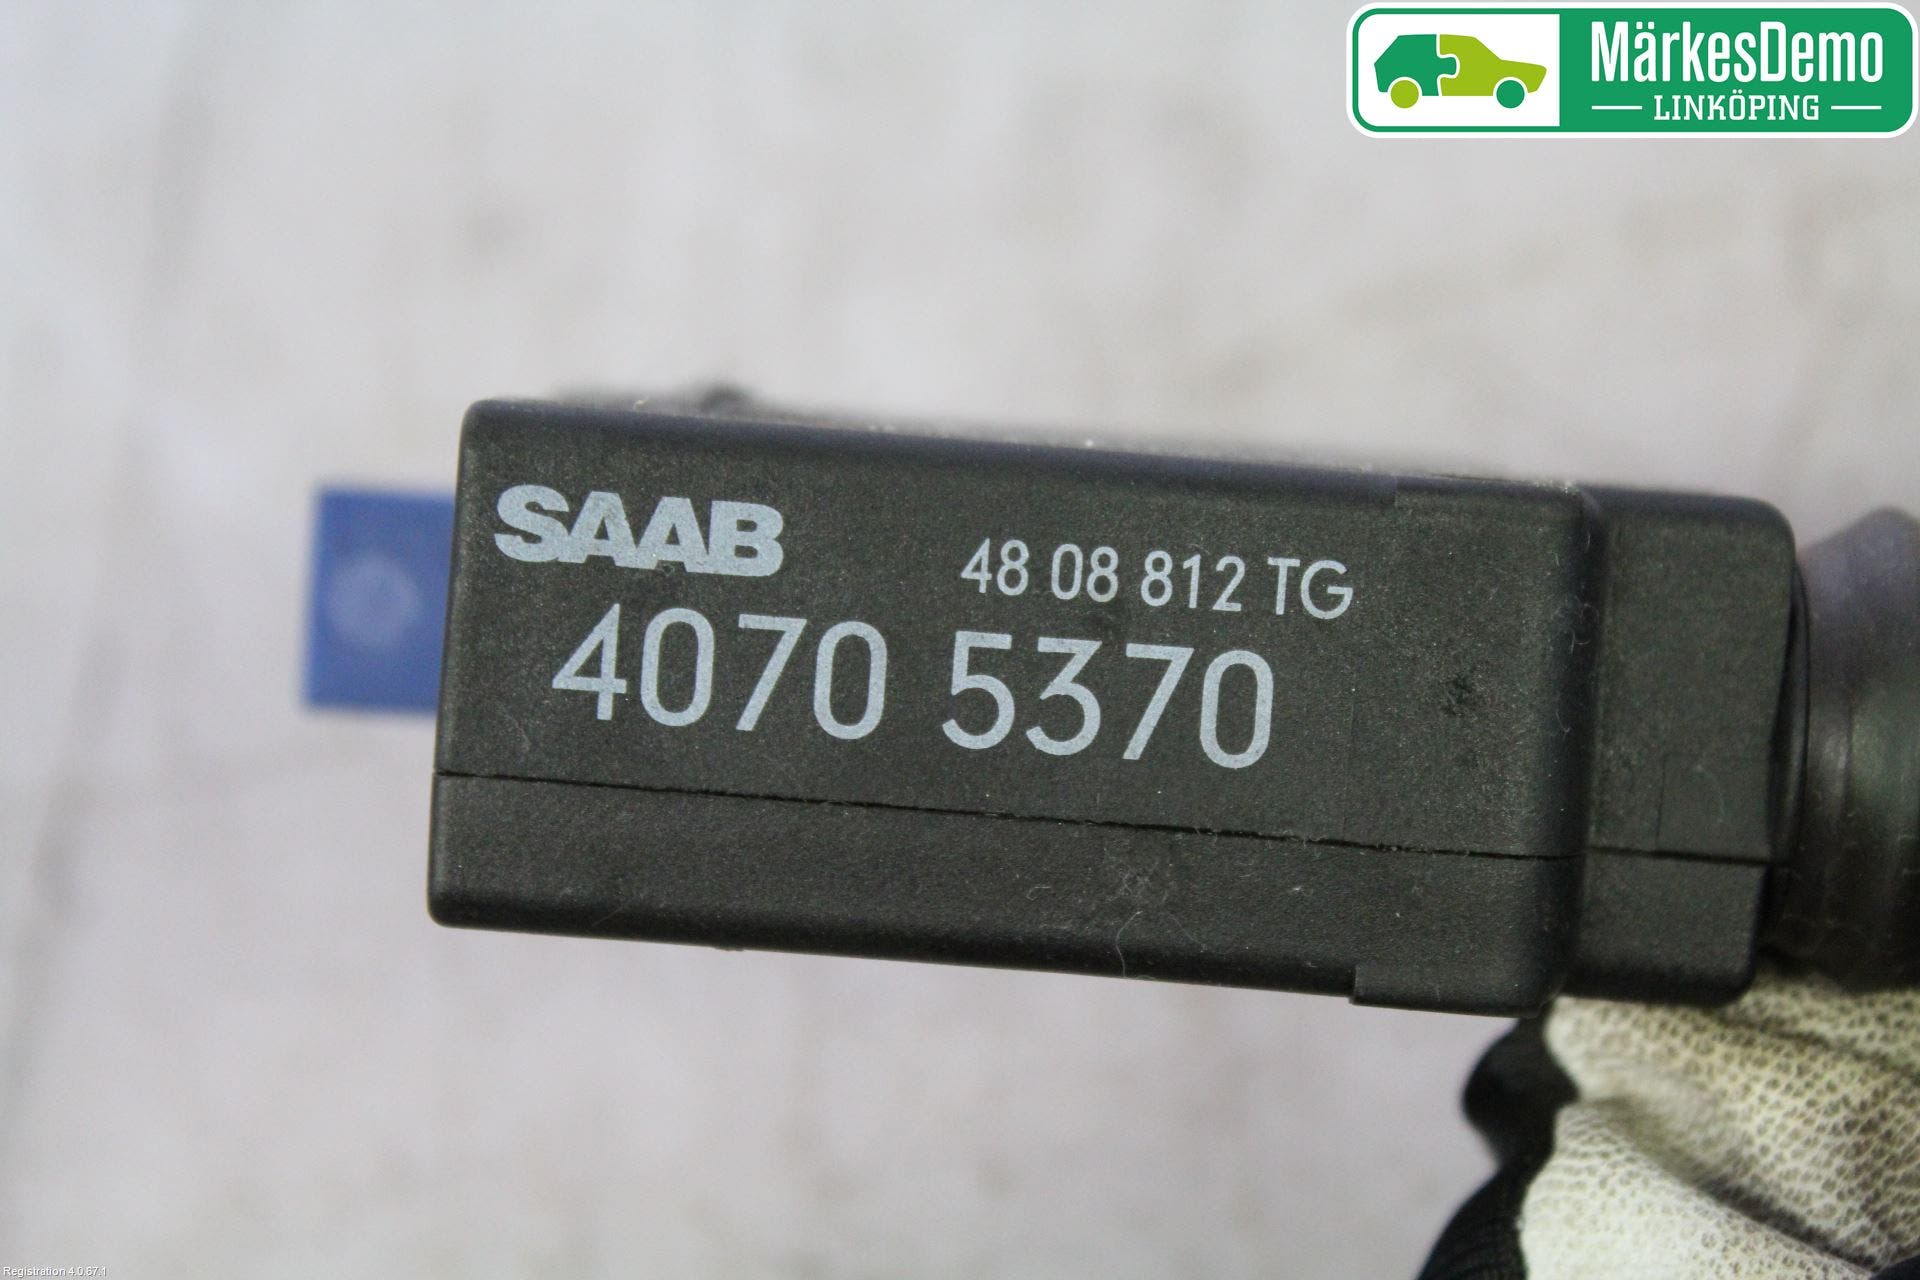 MärkesDemo
LINKÖPING
SAAB
48 08 812 TG
4070 5370
Registration 4.0.67.1